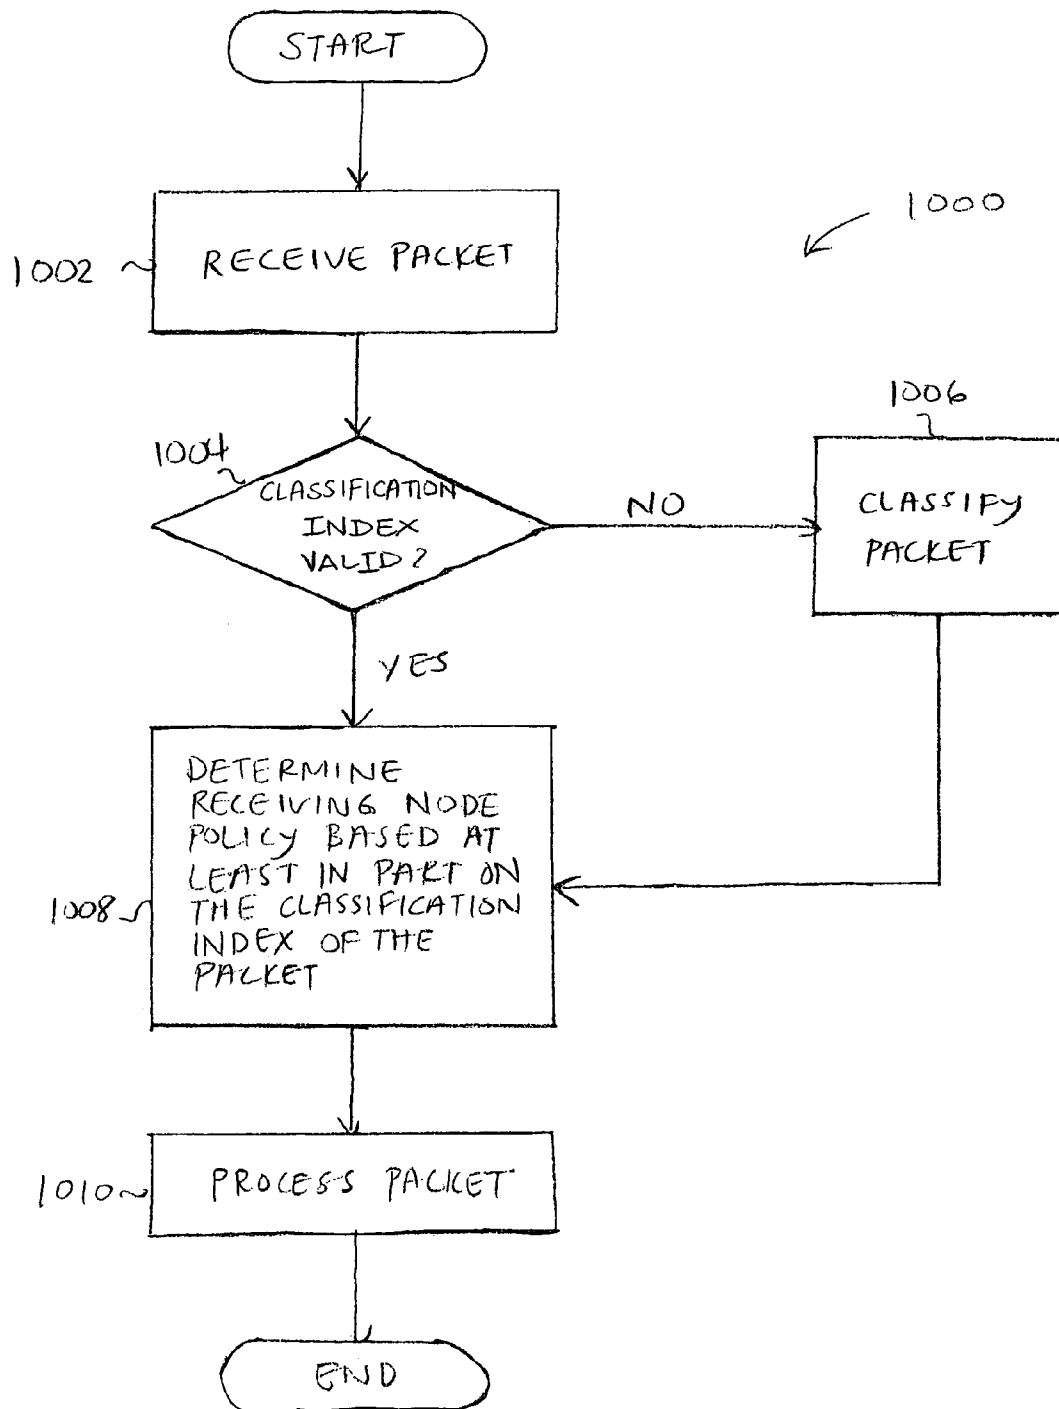 START
1000
1002
RECEIVE PACKET
1006
1004
CLASSIFICATION
INDEX
VALID?
NO
CLASSIFY
PACKET
YES
DETERMINE
RECEIVING NODE
POLICY BASED AT
LEAST IN PART ON
THE CLASSIFICATION
INDEX OF THE
PACKET
1008
1010
PROCESS PACKET
END